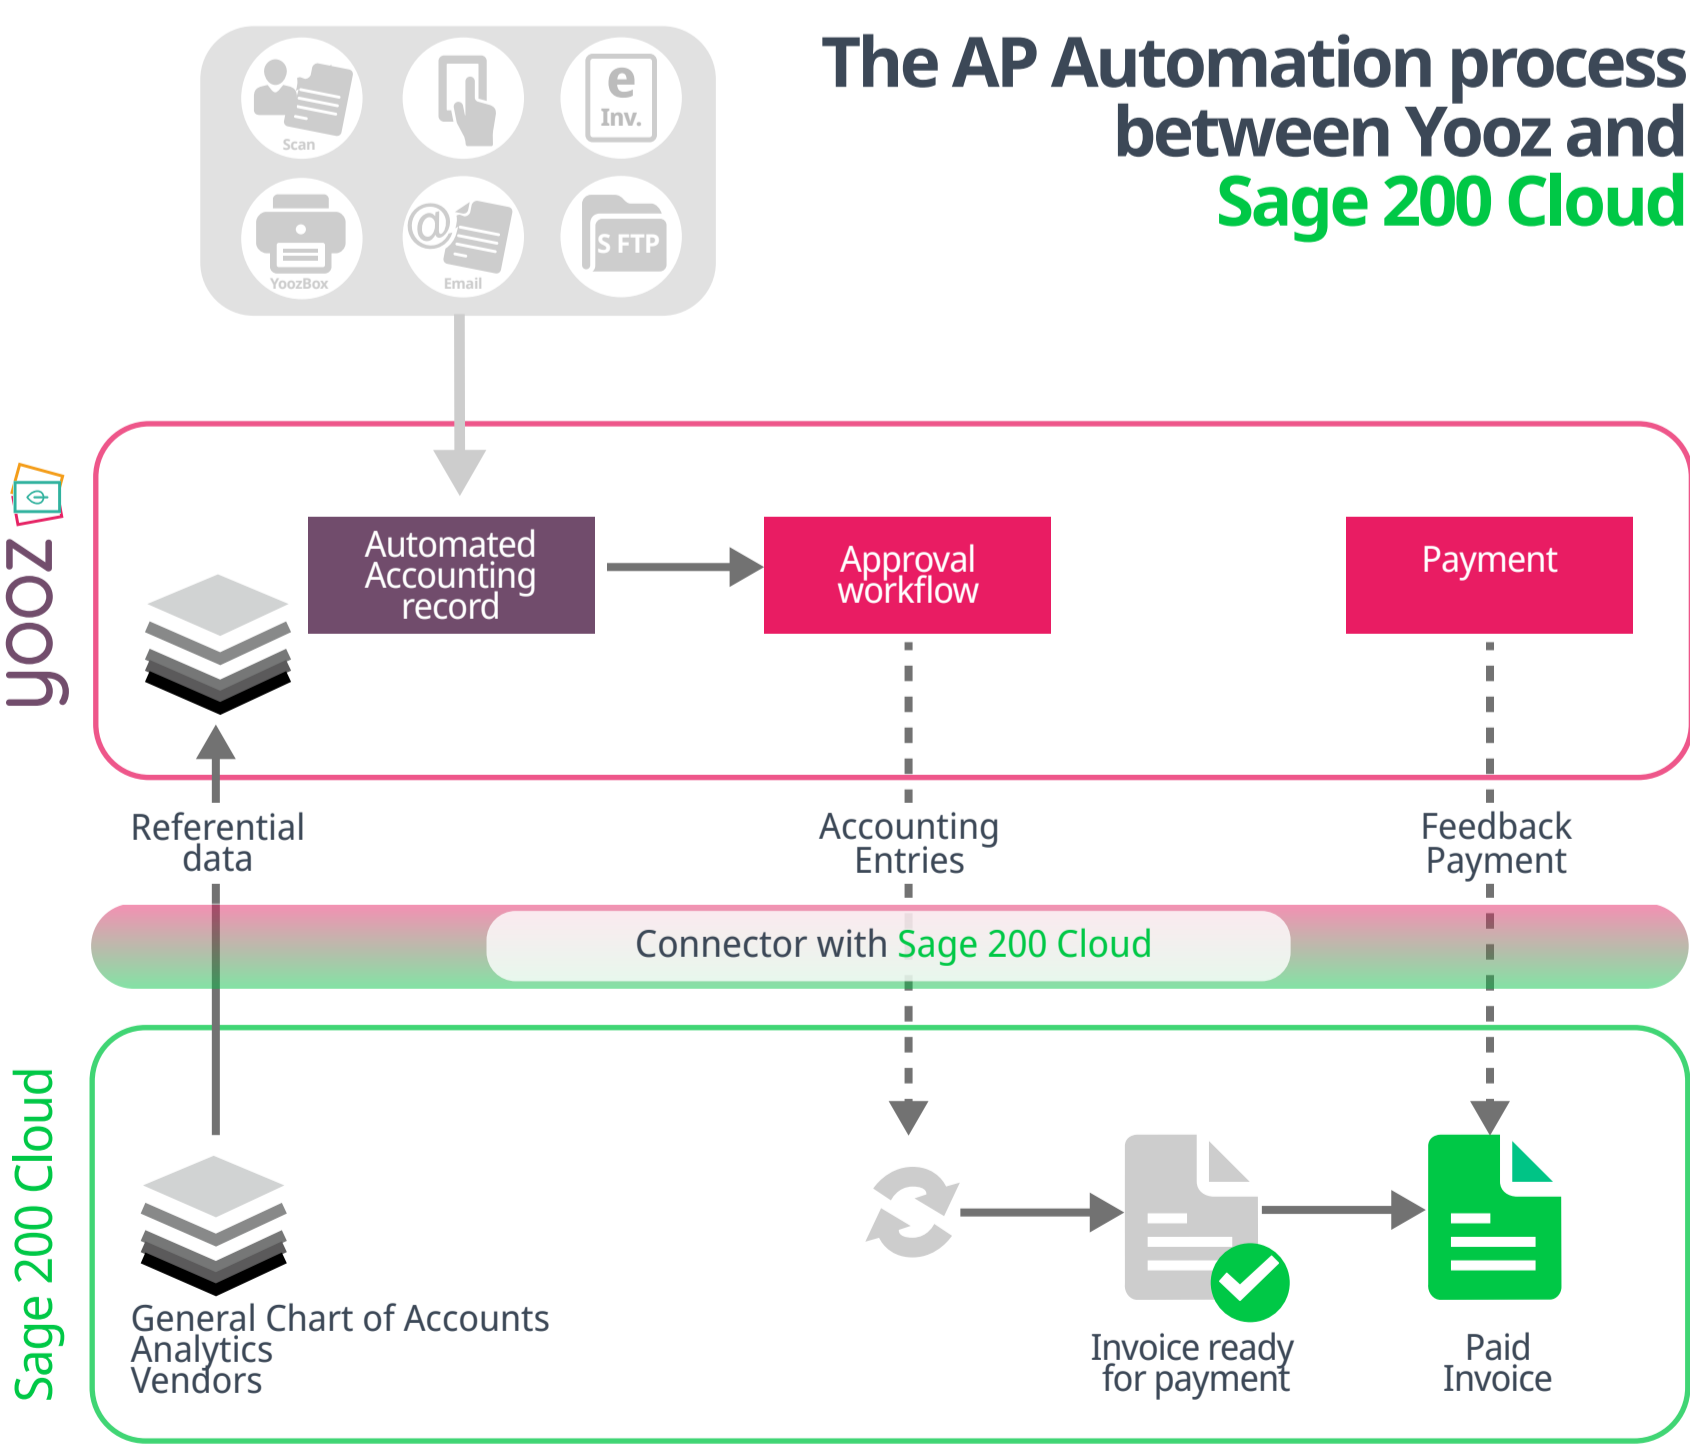 The AP Automation process
between Yooz and
Sage 200 Cloud
Scan
e
Inv.
YoozBox
@
Email
S FTP
yooz
Automated
Accounting
record
Approval
workflow
Payment
Referential
data
Accounting
Entries
Feedback
Payment
Connector with Sage 200 Cloud
Sage 200 Cloud
General Chart of Accounts
Analytics
Vendors
Invoice ready
for payment
Paid
Invoice